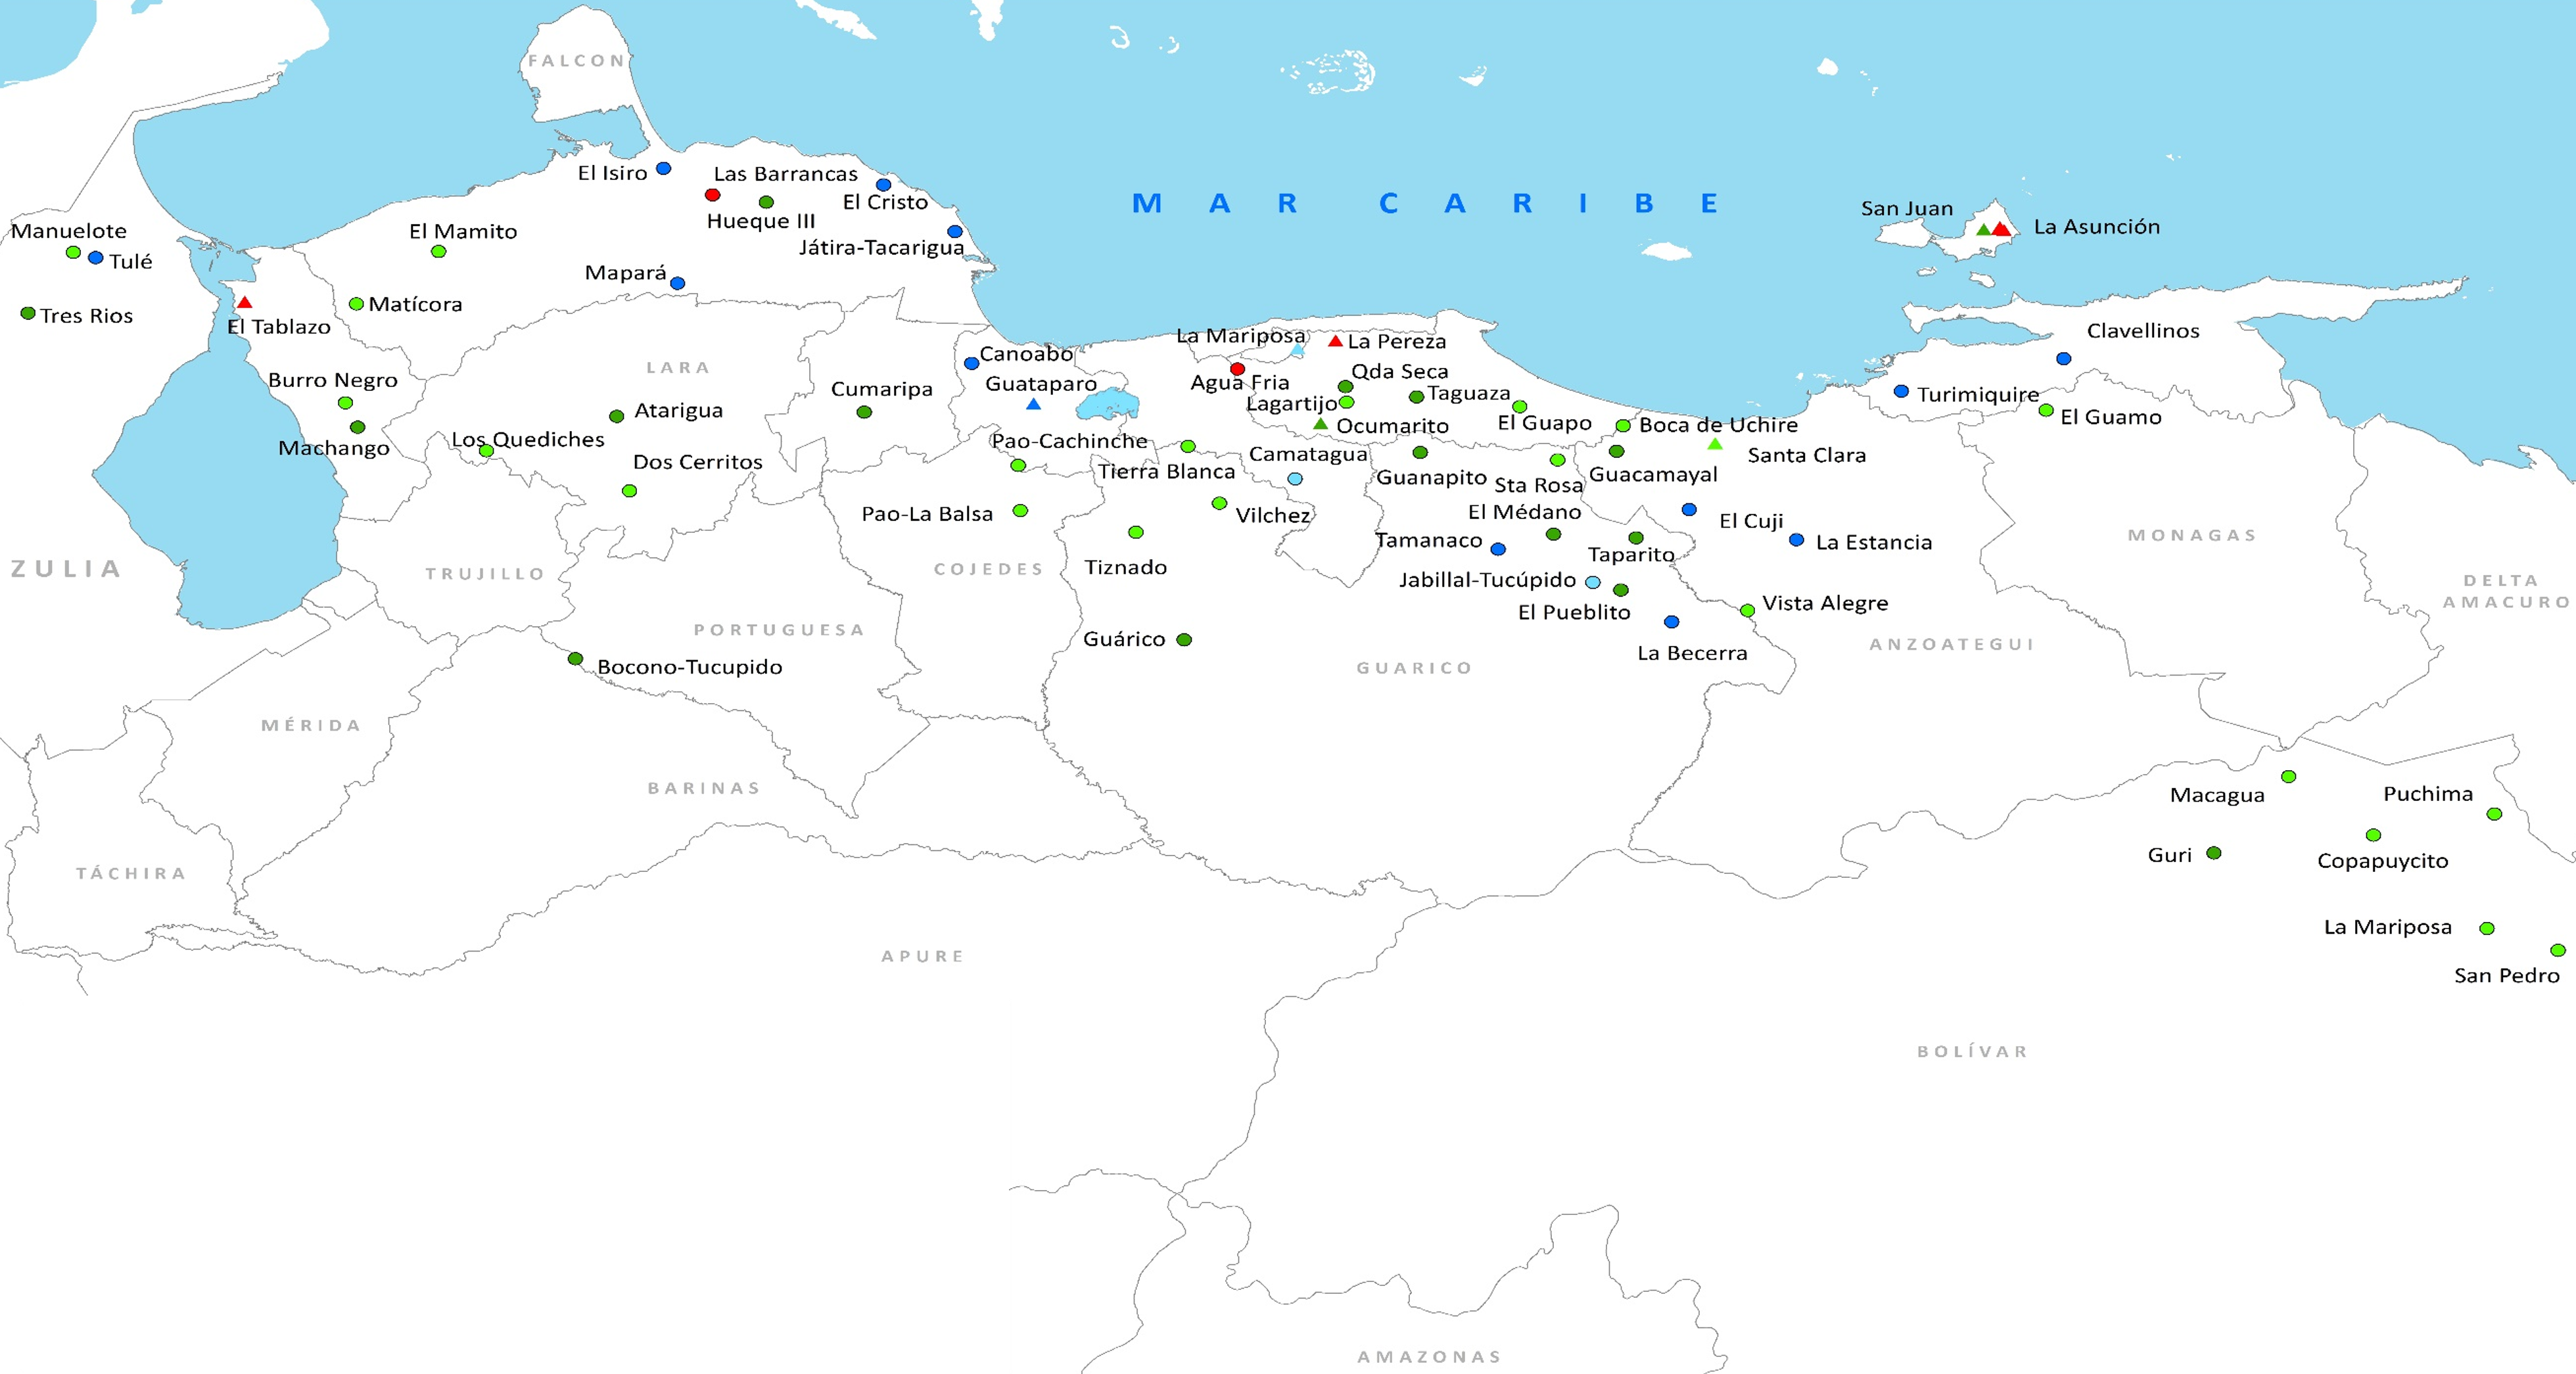 FALCON
El Isiro
Las Barrancas
El Cristo
Hueque III
Játira-Tacarigua
MAR CARIBE
San Juan
La Asunción
Manuelote
Tulé
El Mamito
Mapará
Tres Rios
El Tablazo
Matícora
La Mariposa
La Pereza
Clavellinos
LARA
Canoabo
Guataparo
Agua Fria
Qda Seca
Burro Negro
Cumaripa
Lagartijo
Taguaza
Turimiquire
Atarigua
Ocumarito
El Guapo
Boca de Uchire
El Guamo
Machango
Los Quediches
Pao-Cachinche
Camatagua
Santa Clara
Dos Cerritos
Tierra Blanca
Guanapito
Sta Rosa
Guacamayal
Pao-La Balsa
Vilchez
El Médano
El Cuji
Tamanaco
La Estancia
MONAGAS
Taparito
ZULIA
TRUJILLO
COJEDES
Tiznado
Jabillal-Tucúpido
DELTA
AMACURO
El Pueblito
Vista Alegre
PORTUGUESA
Guárico
La Becerra
ANZOATEGUI
Bocono-Tucupido
GUARICO
MÉRIDA
BARINAS
Macagua
Puchima
Guri
Copapuycito
TÁCHIRA
La Mariposa
APURE
San Pedro
BOLÍVAR
AMAZONAS